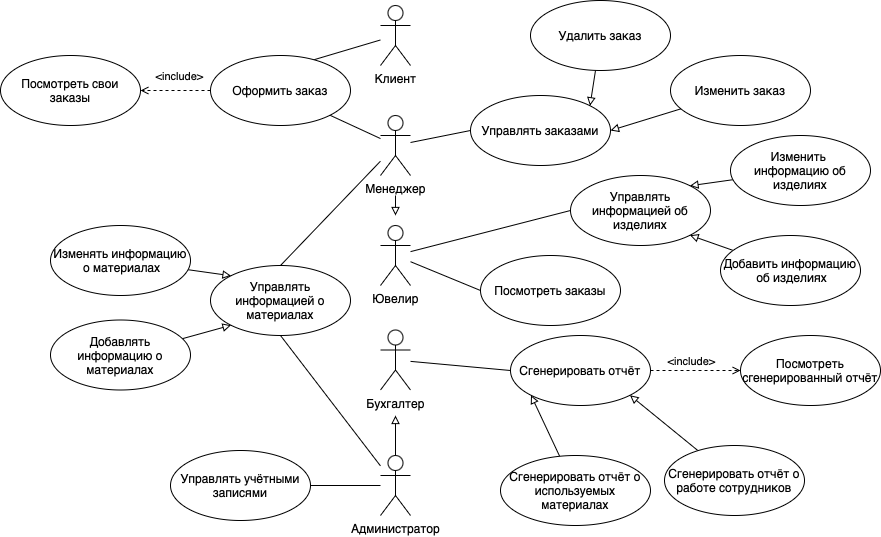 Удалить заказ
Клиент
<include>
Посмотреть свои
заказы
Оформить заказ
Изменить заказ
Управлять заказами
Менеджер
Изменить
информацию об
изделиях
Управлять
информацией об
изделиях
Изменять информацию
о материалах
Добавить информацию
об изделиях
Ювелир
Посмотреть заказы
Управлять
информацией о
материалах
Добавлять
информацию о
материалах
Сгенерировать отчёт
<include>
Посмотреть
сгенерированный отчёт
Бухгалтер
Управлять учётными
записями
Сгенерировать отчёт о
используемых
материалах
Сгенерировать отчёт о
работе сотрудников
Администратор